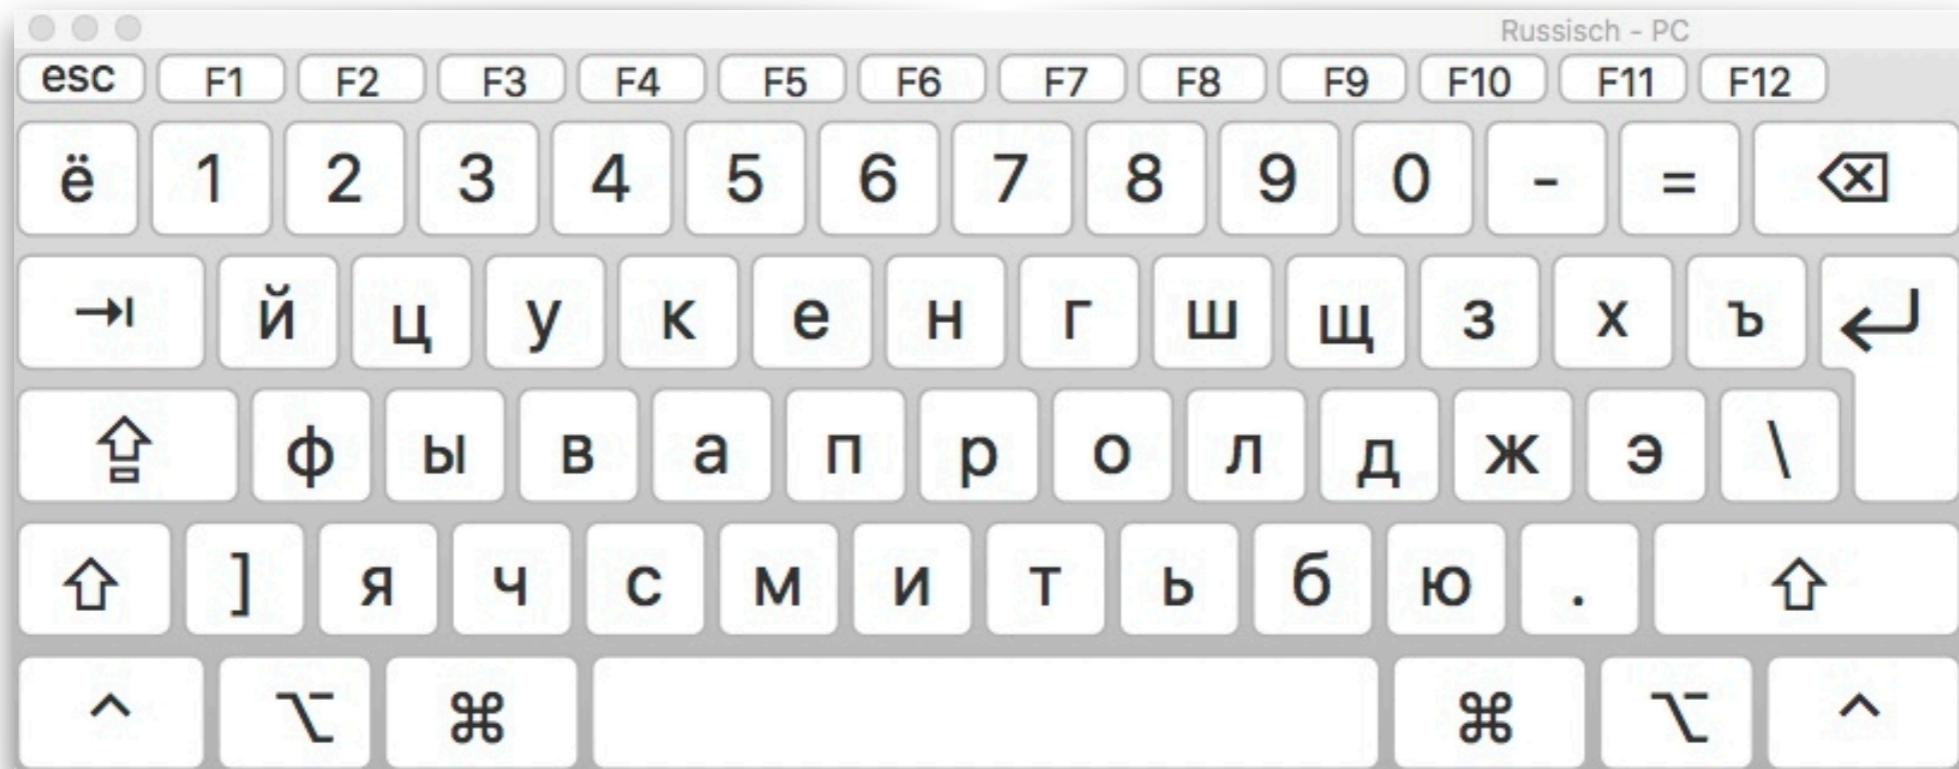 Russisch - PC
esc F1 F2 F3 F4 F5 F6 F7 F8 F9 F10 F11 F12
ё 1 2 3 4 5 6 7 8 9 0 - = ⌫
⇥ й ц у к е н г ш щ з х ъ ↩
⇪ ф ы в а п р о л д ж э \
⇧ ] я ч с м и т ь б ю . ⇧
^ ⌥ ⌘ ⌘ ⌥ ^